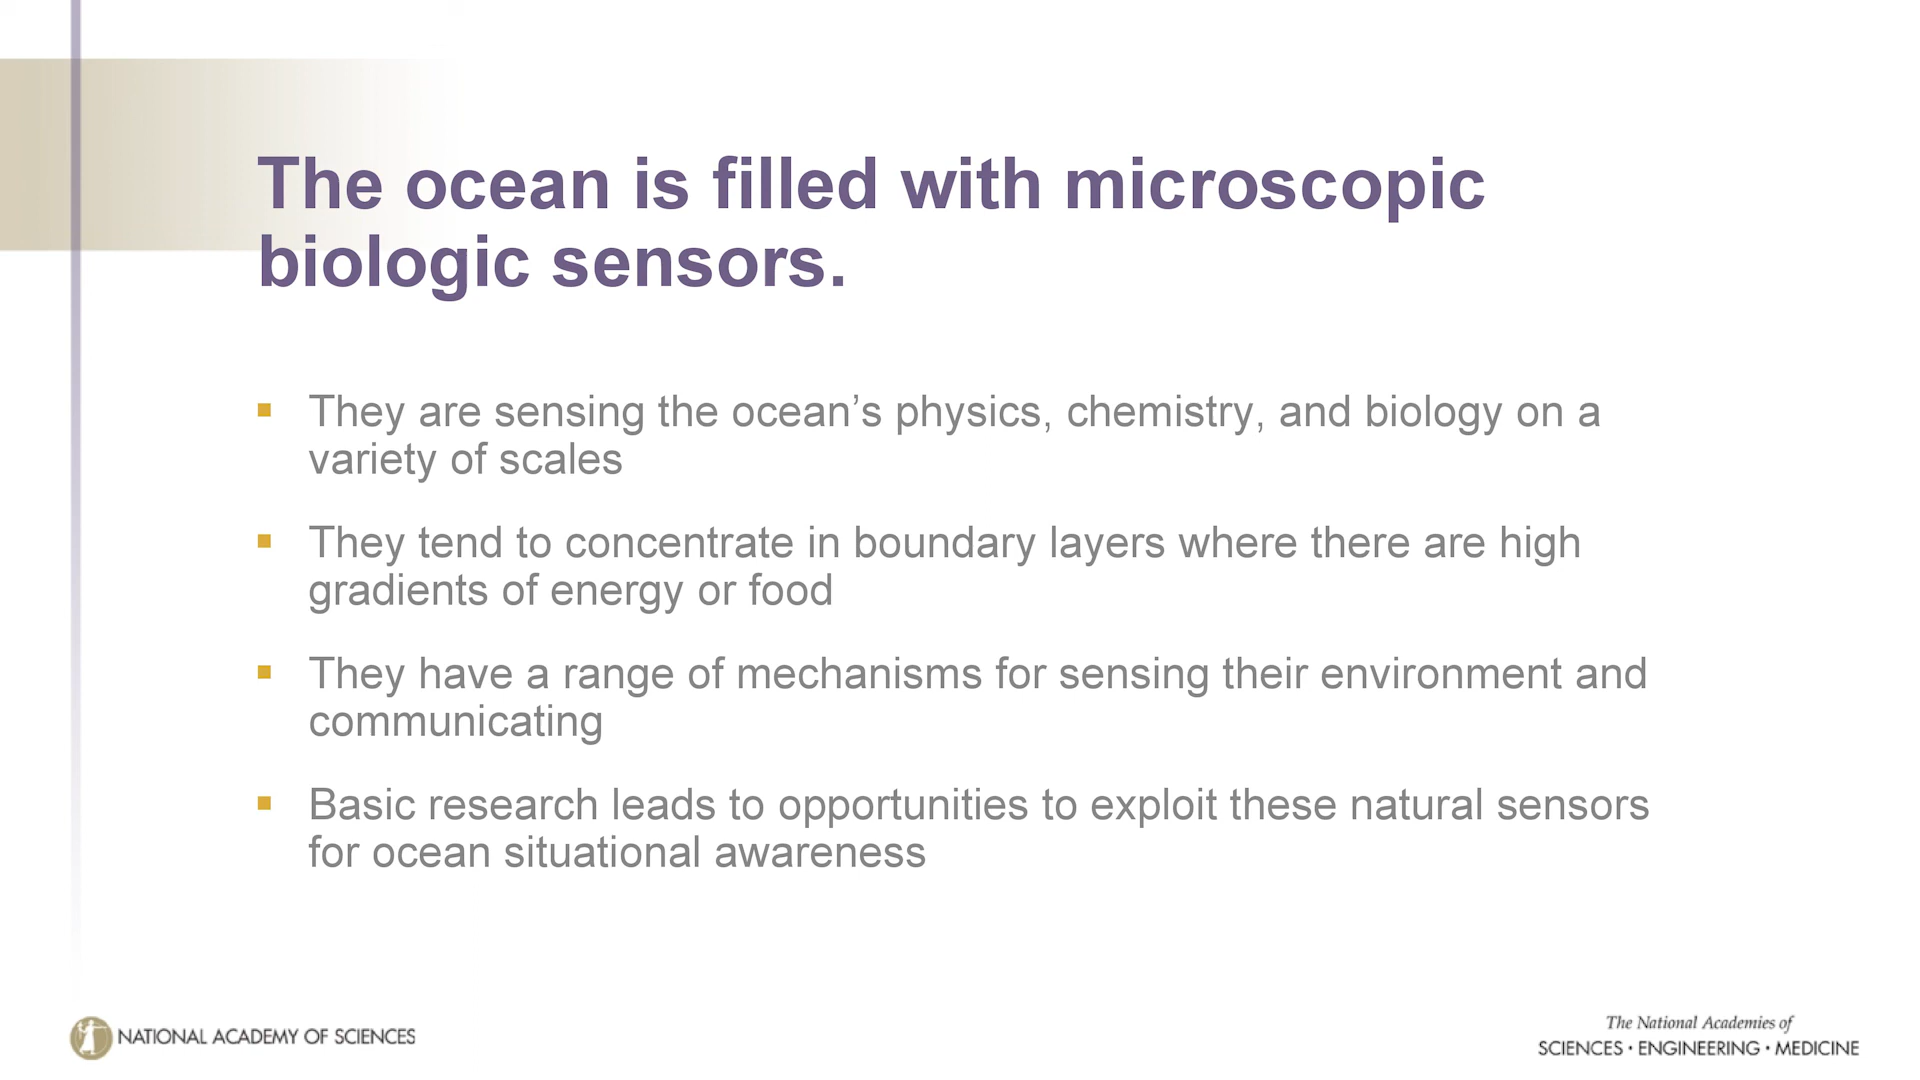 The ocean is filled with microscopic
biologic sensors.
▪ They are sensing the ocean’s physics, chemistry, and biology on a
variety of scales
▪ They tend to concentrate in boundary layers where there are high
gradients of energy or food
▪ They have a range of mechanisms for sensing their environment and
communicating
▪ Basic research leads to opportunities to exploit these natural sensors
for ocean situational awareness
NATIONAL ACADEMY OF SCIENCES
The National Academies of
SCIENCES • ENGINEERING • MEDICINE